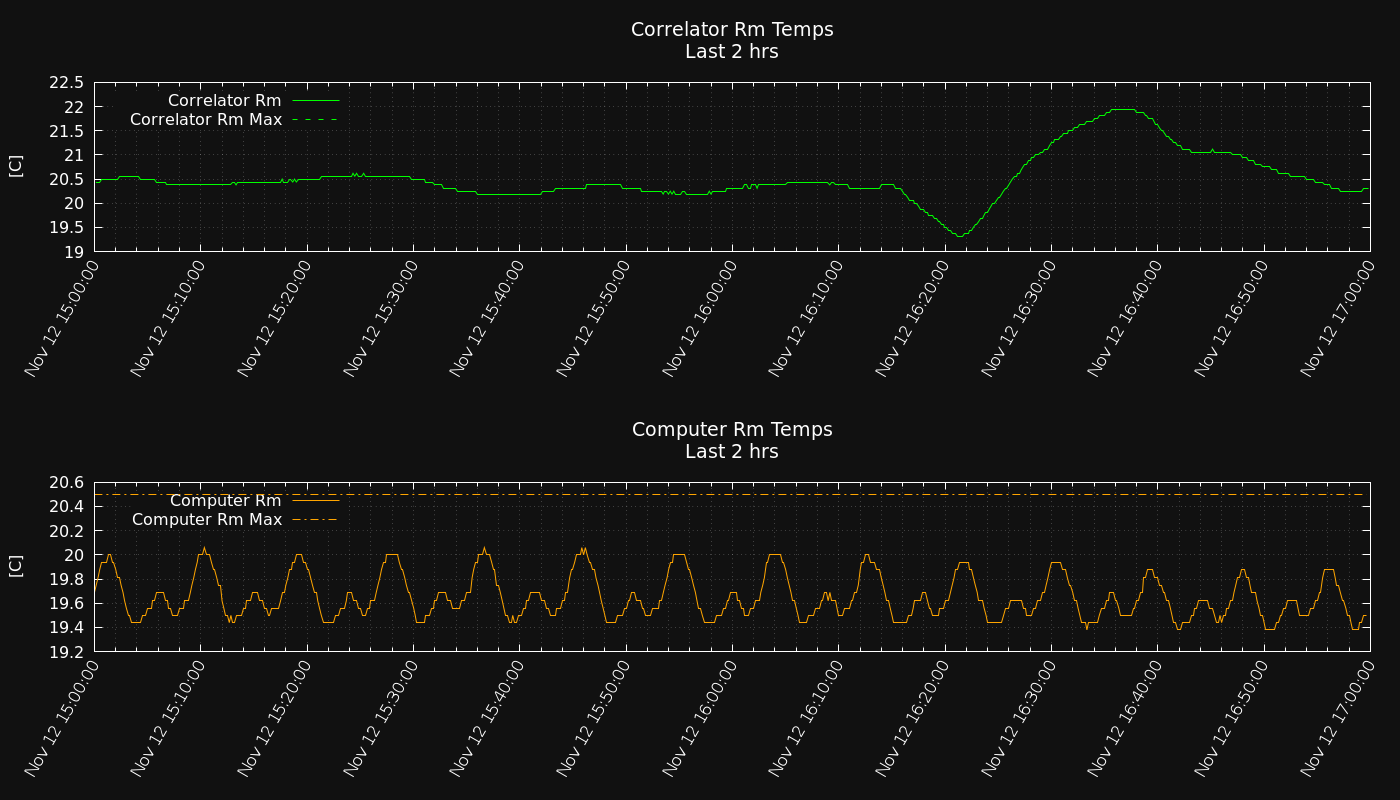 Correlator Rm Temps
Last 2 hrs
22.5
22
21.5
21
20.5
20
19.5
19
[C]
Correlator Rm
Correlator Rm Max
Nov 12 15:00:00
Nov 12 15:10:00
Nov 12 15:20:00
Nov 12 15:30:00
Nov 12 15:40:00
Nov 12 15:50:00
Nov 12 16:00:00
Nov 12 16:10:00
Nov 12 16:20:00
Nov 12 16:30:00
Nov 12 16:40:00
Nov 12 16:50:00
Nov 12 17:00:00
Computer Rm Temps
Last 2 hrs
20.6
20.4
20.2
20
19.8
19.6
19.4
19.2
[C]
Computer Rm
Computer Rm Max
Nov 12 15:00:00
Nov 12 15:10:00
Nov 12 15:20:00
Nov 12 15:30:00
Nov 12 15:40:00
Nov 12 15:50:00
Nov 12 16:00:00
Nov 12 16:10:00
Nov 12 16:20:00
Nov 12 16:30:00
Nov 12 16:40:00
Nov 12 16:50:00
Nov 12 17:00:00